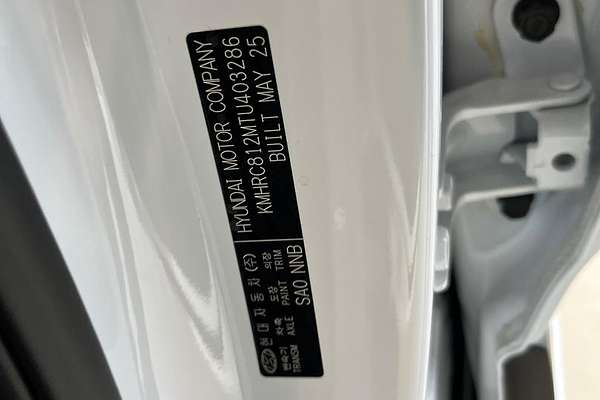 HYUNDAI MOTOR COMPANY
KMHRC812MTU403286
BUILT MAY 25
현대자동차(주)
변속기 차축 도장 의장
TRANSM AXLE PAINT TRIM
SA0 NNB